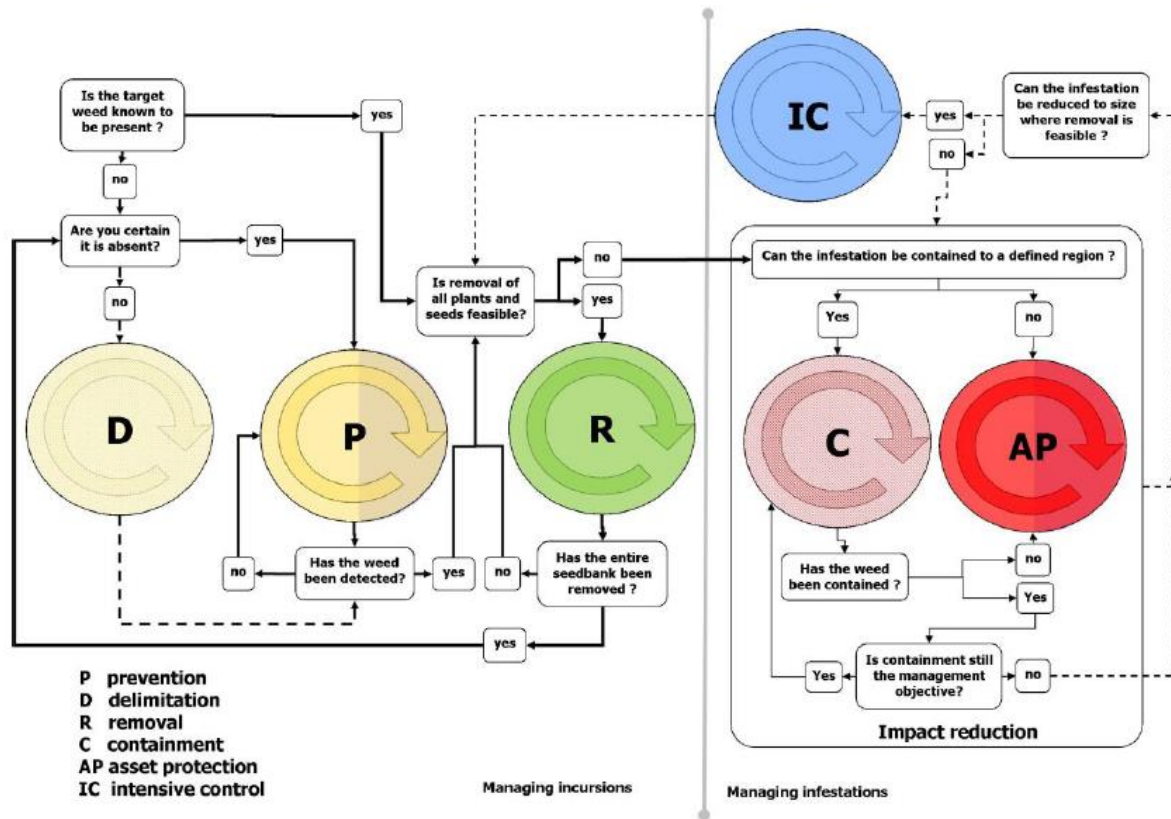 Is the target
weed known to
be present ?
yes
no
Are you certain
it is absent?
yes
no
D
P
Has the weed
been detected?
no
yes
Is removal of
all plants and
seeds feasible?
no
yes
R
Has the entire
seedbank been
removed ?
no
yes
P prevention
D delimitation
R removal
C containment
AP asset protection
IC intensive control
Managing incursions
Managing infestations
IC
yes
no
Can the infestation
be reduced to size
where removal is
feasible ?
Can the infestation be contained to a defined region ?
Yes
no
C
AP
Has the weed
been contained ?
no
Yes
Is containment still
the management
objective?
Yes
no
Impact reduction